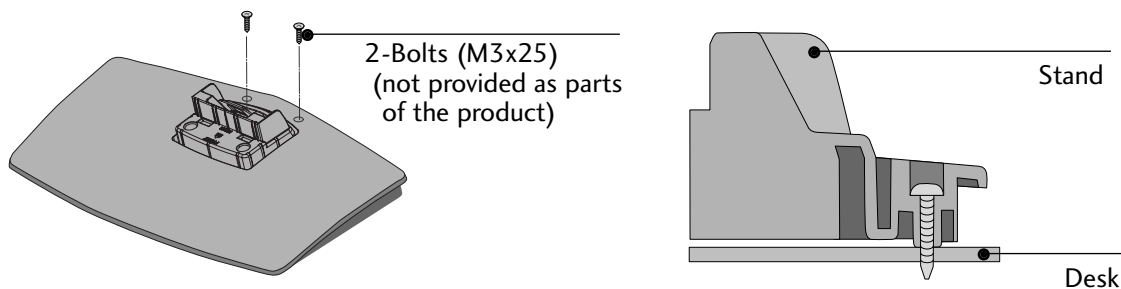 2-Bolts (M3x25)
(not provided as parts
of the product)
Stand
Desk